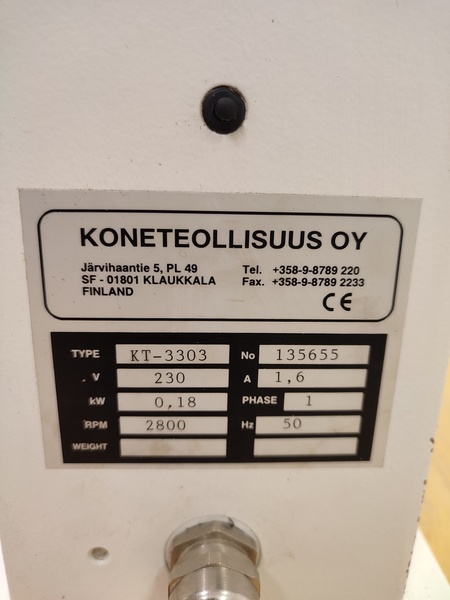 KONETEOLLISUUS OY
Järvihaantie 5, PL 49 Tel. +358-9-8789 220
SF - 01801 KLAUKKALA Fax. +358-9-8789 2233
FINLAND
CE
TYPE KT-3303 No 135655
V 230 A 1,6
kW 0,18 PHASE 1
RPM 2800 Hz 50
WEIGHT